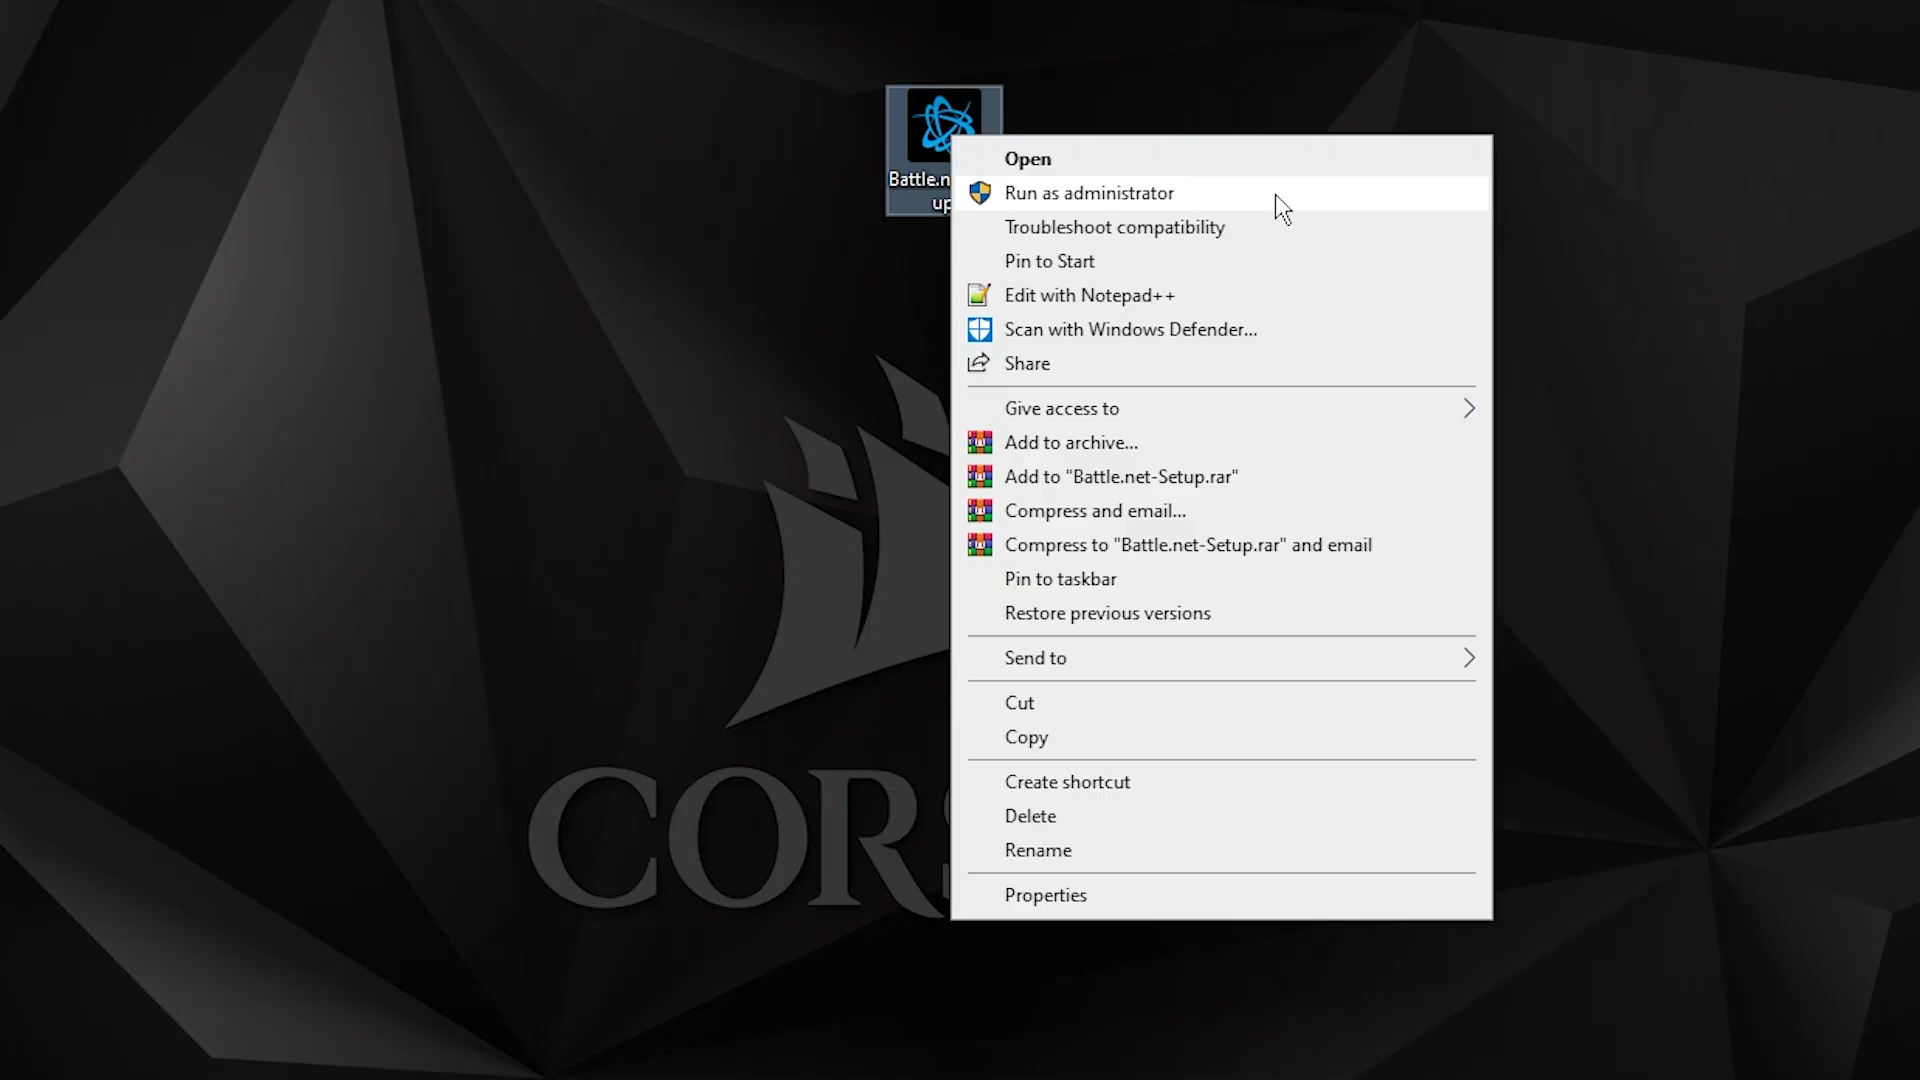 Battle.n
up
Open
Run as administrator
Troubleshoot compatibility
Pin to Start
Edit with Notepad++
Scan with Windows Defender...
Share
Give access to
Add to archive...
Add to "Battle.net-Setup.rar"
Compress and email...
Compress to "Battle.net-Setup.rar" and email
Pin to taskbar
Restore previous versions
Send to
Cut
Copy
Create shortcut
Delete
Rename
Properties
CORS